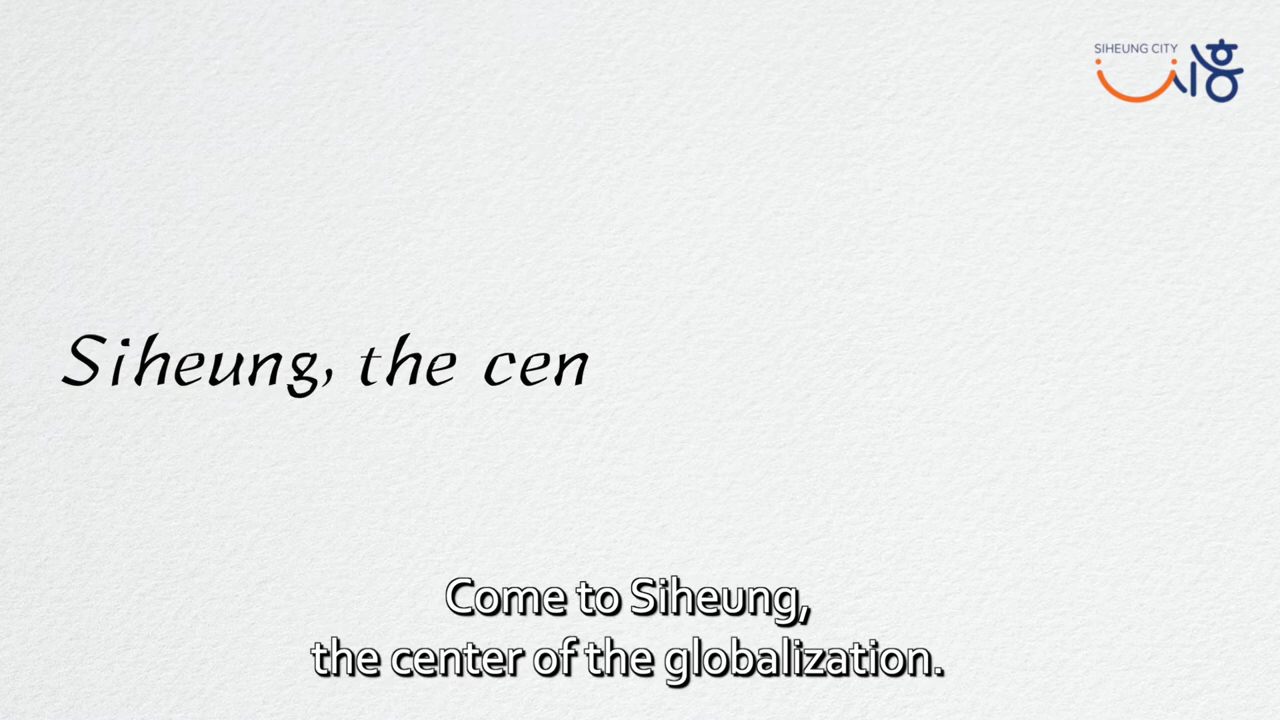 SIHEUNG CITY
시흥
Siheung, the cen
Come to Siheung,
the center of the globalization.